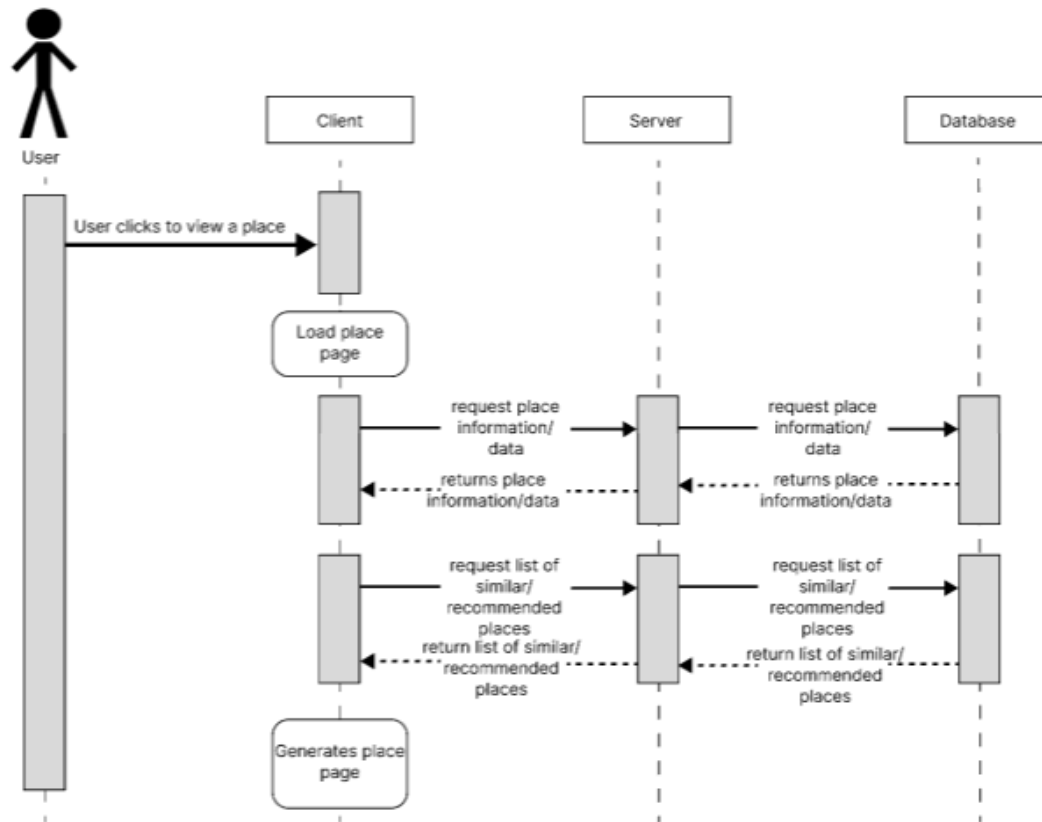 Client
Server
Database
User
User clicks to view a place
Load place
page
request place
information/
data
request place
information/
data
returns place
information/data
returns place
information/data
request list of
similar/
recommended
places
request list of
similar/
recommended
places
return list of similar/
recommended
places
return list of similar/
recommended
places
Generates place
page